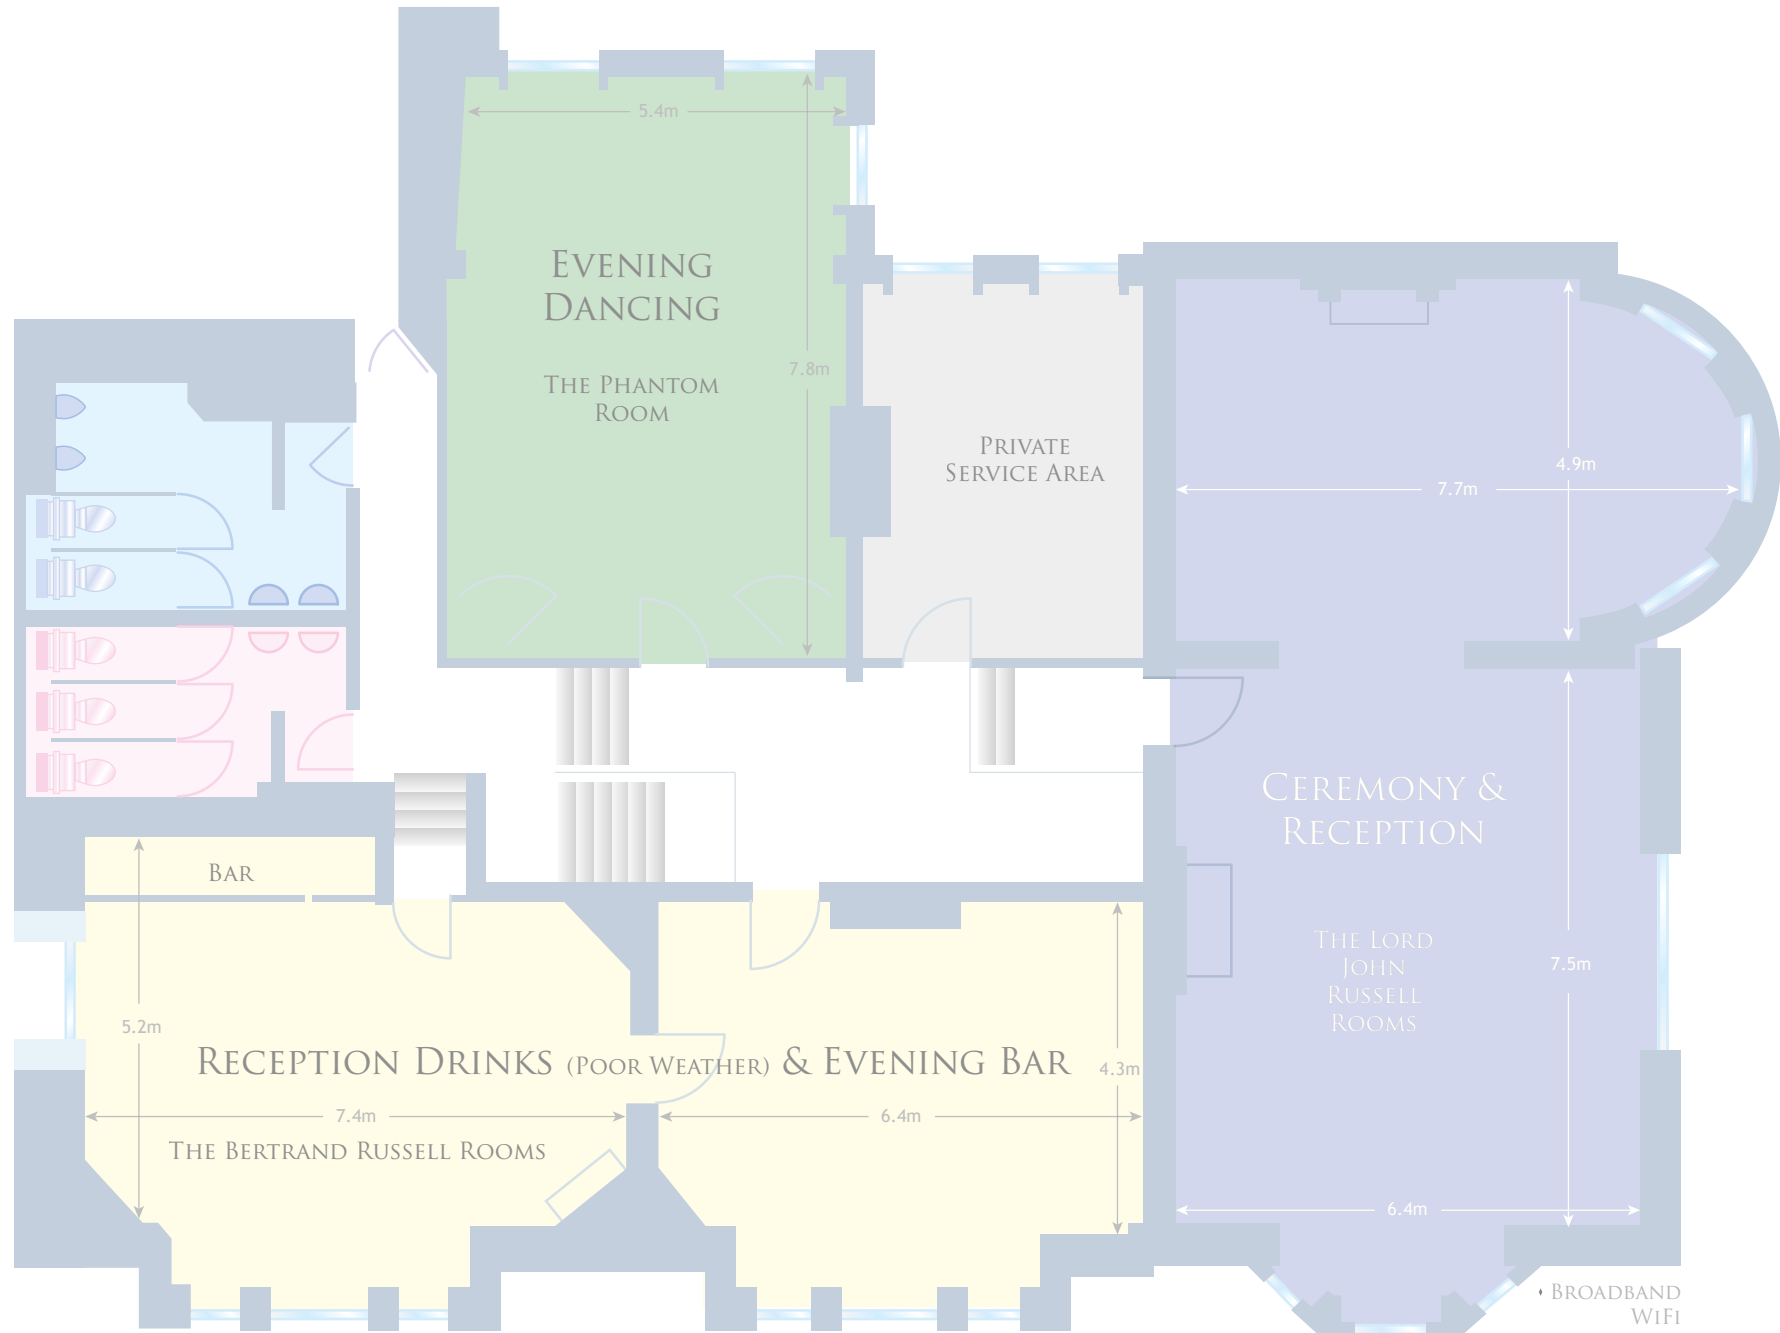 5.4m
Evening
Dancing
7.8m
The Phantom
Room
Private
Service Area
4.9m
7.7m
Ceremony &
Reception
Bar
The Lord
John
Russell
Rooms
7.5m
5.2m
Reception Drinks (Poor Weather) & Evening Bar
4.3m
7.4m
6.4m
The Bertrand Russell Rooms
6.4m
Broadband
WiFi